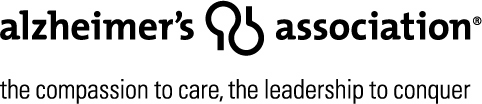 alzheimer's association®
the compassion to care, the leadership to conquer